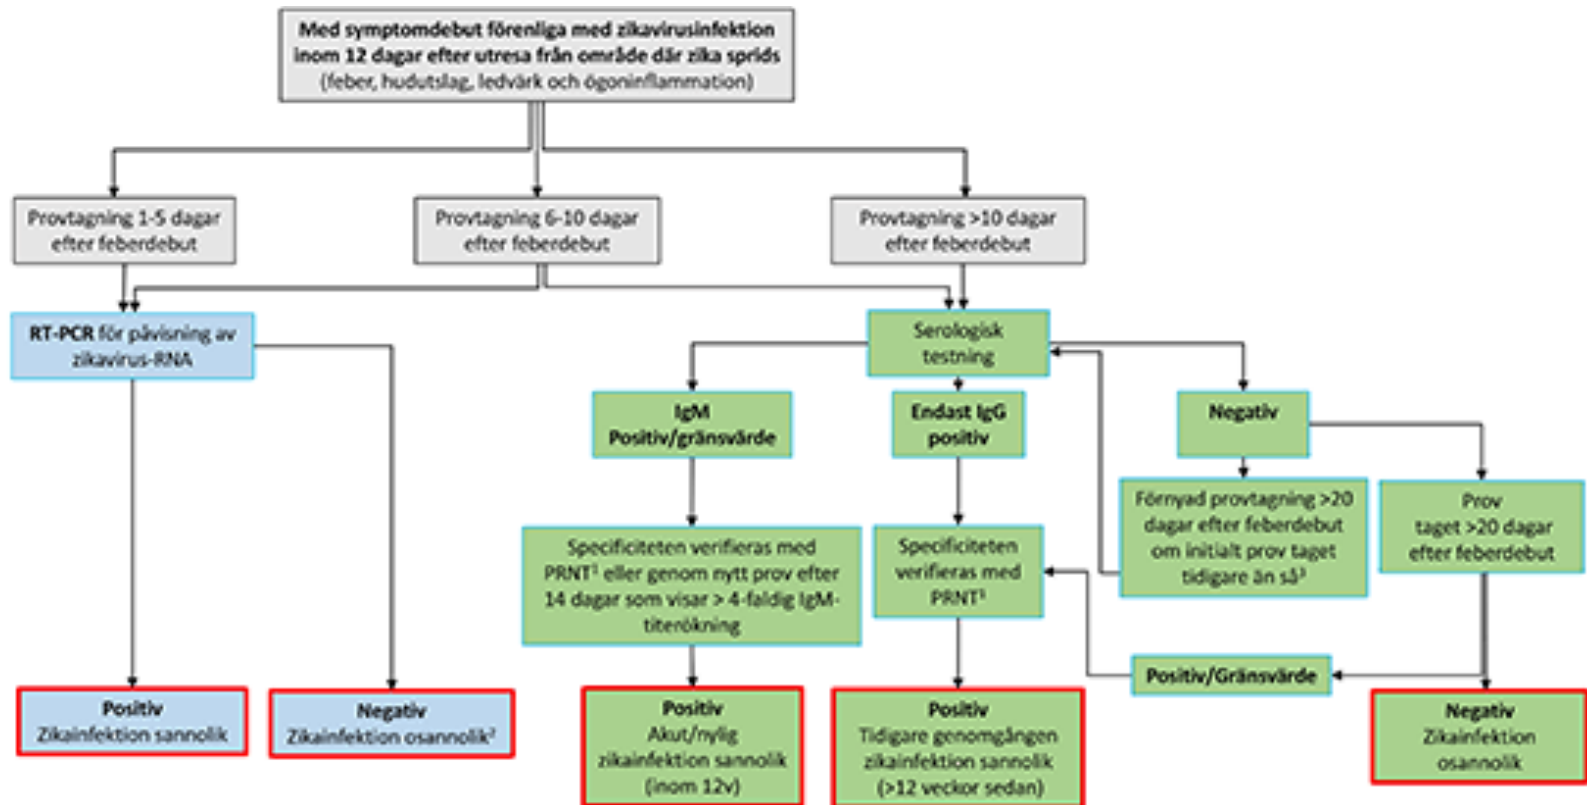 Med symptomdebut förenliga med zikavirusinfektion
inom 12 dagar efter utresa från område där zika sprids
(feber, hudutslag, ledvärk och ögoninflammation)
Provtagning 1-5 dagar
efter feberdebut
Provtagning 6-10 dagar
efter feberdebut
Provtagning >10 dagar
efter feberdebut
RT-PCR för påvisning av
zikavirus-RNA
Serologisk
testning
IgM
Positiv/gränsvärde
Endast IgG
positiv
Negativ
Förnyad provtagning >20
dagar efter feberdebut
om initialt prov taget
tidigare än så³
Prov
taget >20 dagar
efter feberdebut
Specificiteten verifieras med
PRNT¹ eller genom nytt prov efter
14 dagar som visar > 4-faldig IgM-
titerökning
Specificiteten
verifieras med
PRNT¹
Positiv/Gränsvärde
Positiv
Zikainfektion sannolik
Negativ
Zikainfektion osannolik²
Positiv
Akut/nylig
zikainfektion sannolik
(inom 12v)
Positiv
Tidigare genomgången
zikainfektion sannolik
(>12 veckor sedan)
Negativ
Zikainfektion
osannolik